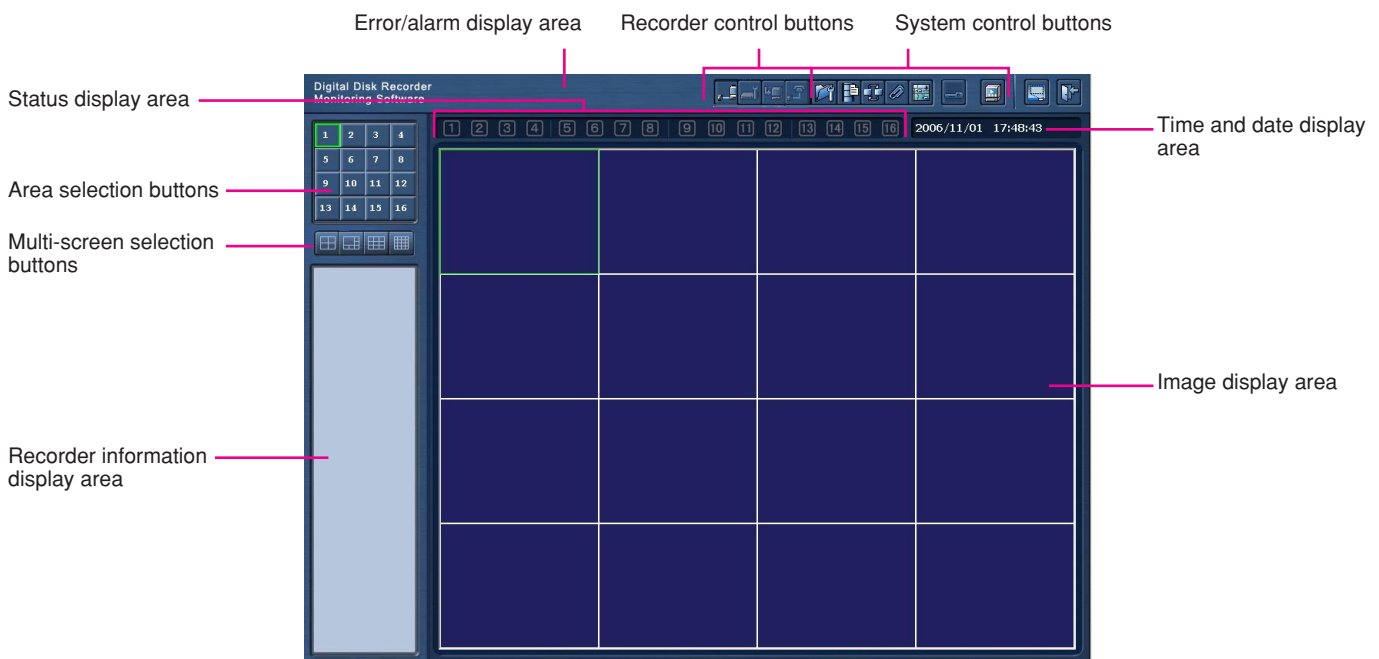 Error/alarm display area
Recorder control buttons
System control buttons
Digital Disk Recorder
Monitoring Software
Status display area
1 2 3 4 5 6 7 8 9 10 11 12 13 14 15 16
2006/11/01 17:48:43
Time and date display
area
1 2 3 4
5 6 7 8
9 10 11 12
13 14 15 16
Area selection buttons
Multi-screen selection
buttons
Image display area
Recorder information
display area